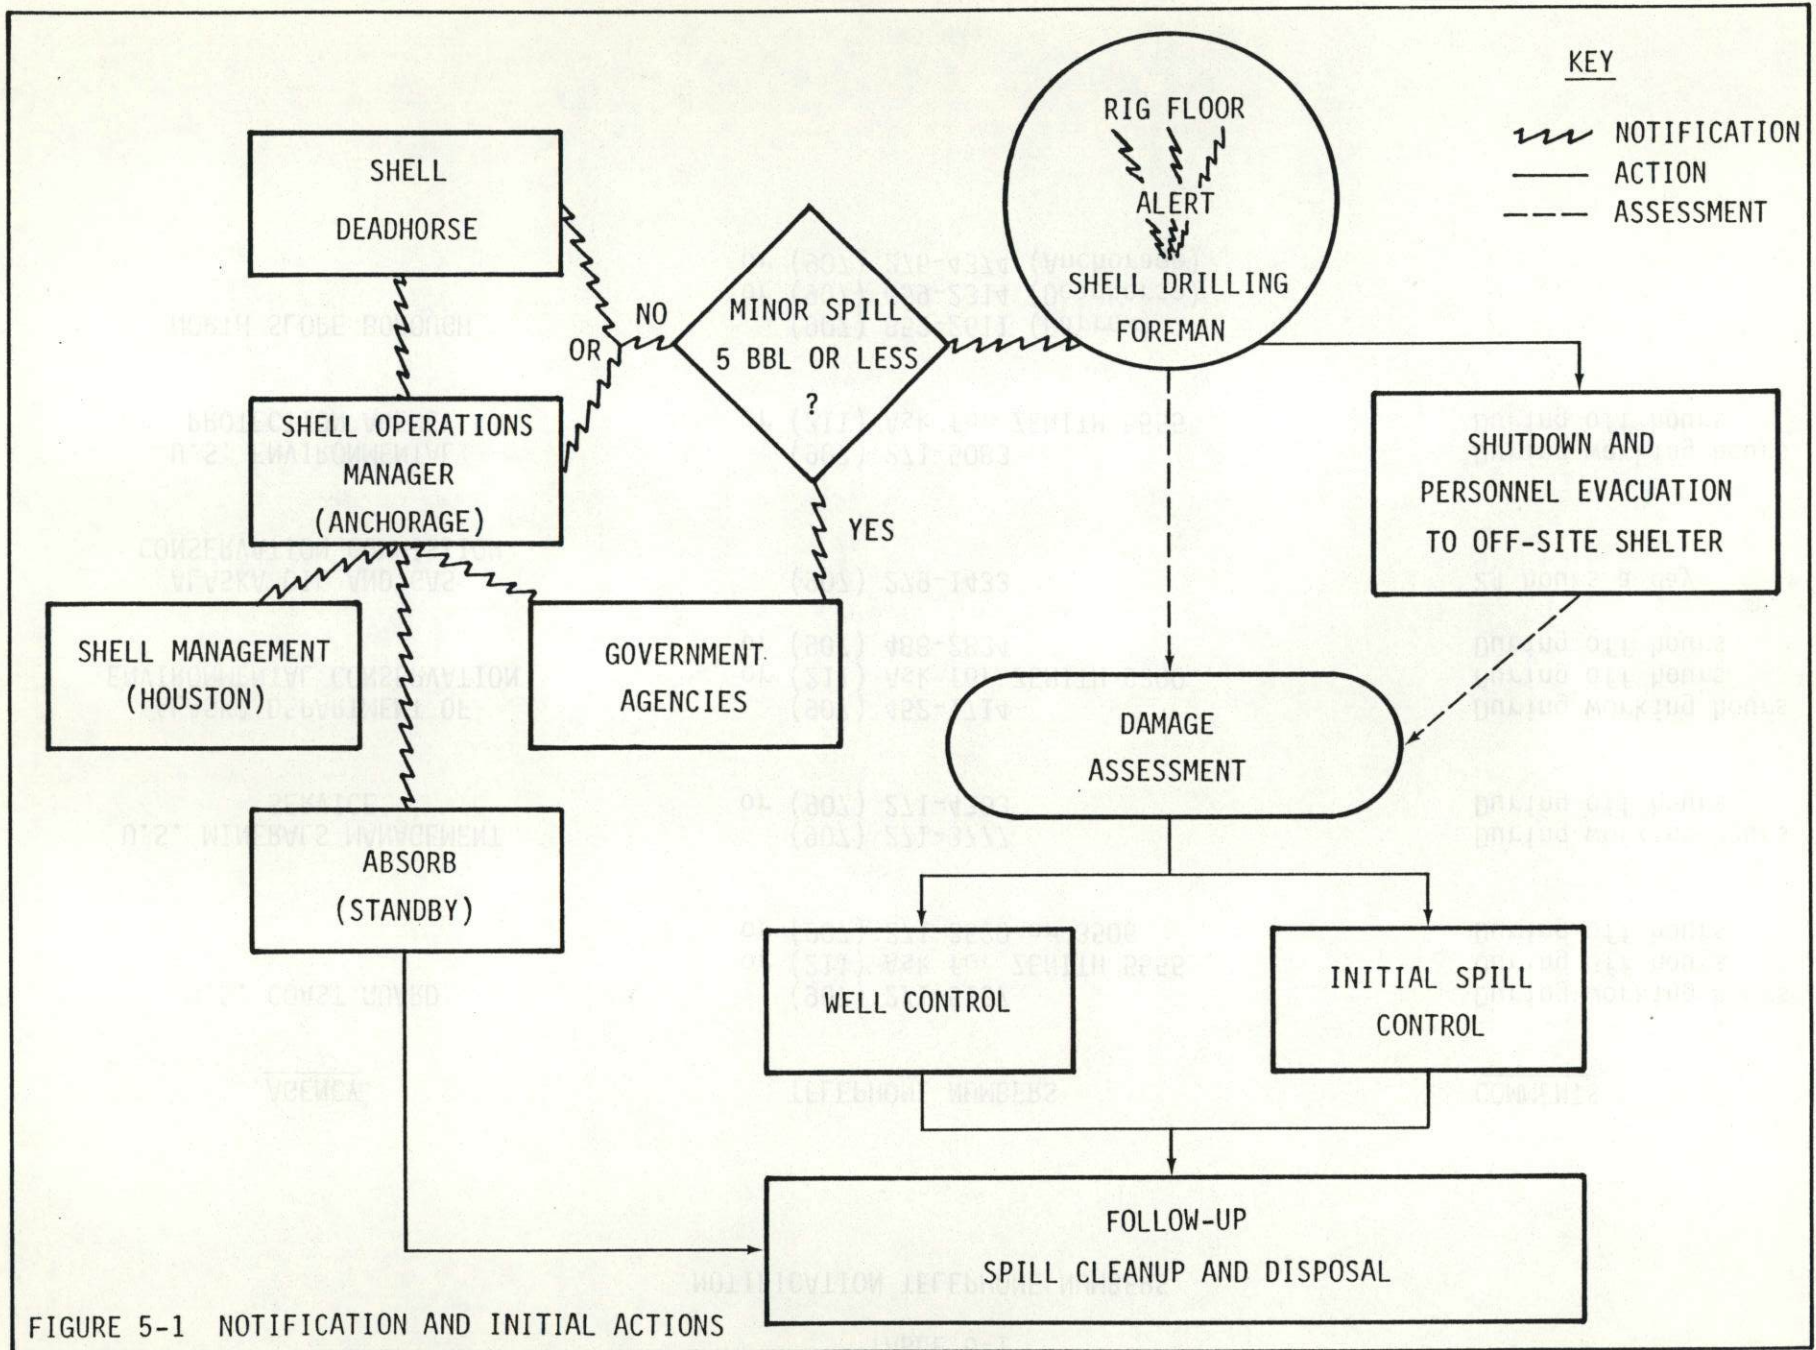 KEY
NOTIFICATION
ACTION
ASSESSMENT
RIG FLOOR
ALERT
SHELL DRILLING
FOREMAN
SHELL
DEADHORSE
NO
OR
MINOR SPILL
5 BBL OR LESS
?
YES
SHELL OPERATIONS
MANAGER
(ANCHORAGE)
SHUTDOWN AND
PERSONNEL EVACUATION
TO OFF-SITE SHELTER
SHELL MANAGEMENT
(HOUSTON)
GOVERNMENT
AGENCIES
DAMAGE
ASSESSMENT
ABSORB
(STANDBY)
WELL CONTROL
INITIAL SPILL
CONTROL
FOLLOW-UP
SPILL CLEANUP AND DISPOSAL
FIGURE 5-1 NOTIFICATION AND INITIAL ACTIONS